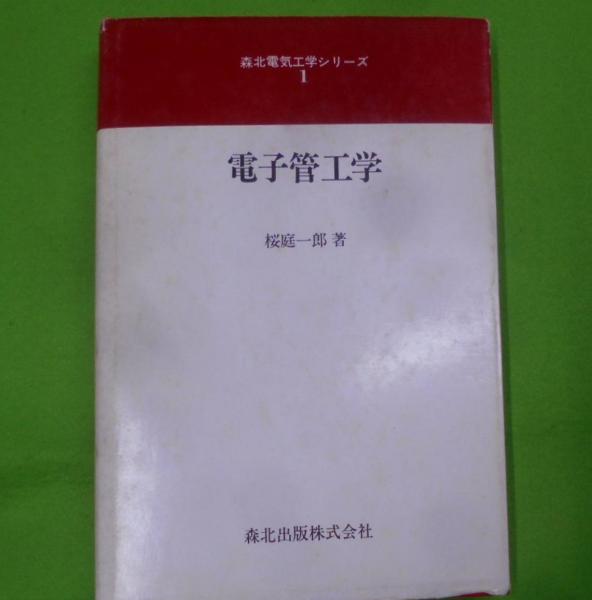 森北電気工学シリーズ
1
電子管工学
桜庭一郎 著
森北出版株式会社